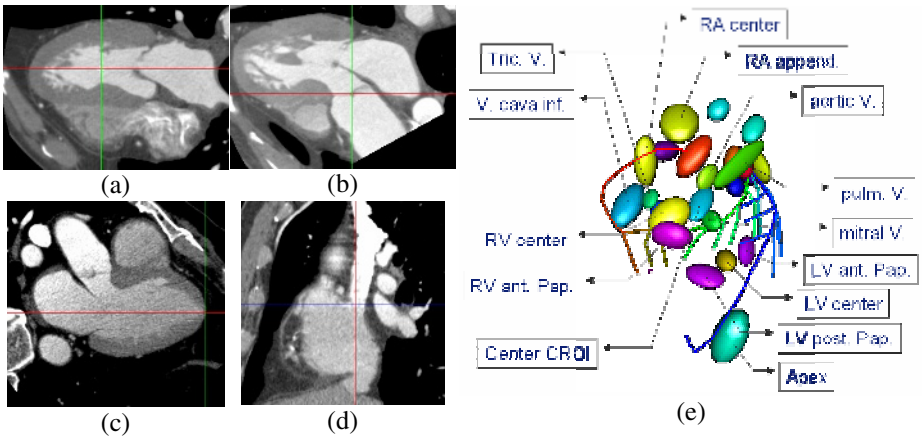 RA center
Tric. V.
RA append.
V. cava inf.
aortic V.
(a)
(b)
pulm. V.
RV center
mitral V.
RV ant. Pap.
LV ant. Pap.
LV center
Center CROI
LV post. Pap.
Apex
(c)
(d)
(e)